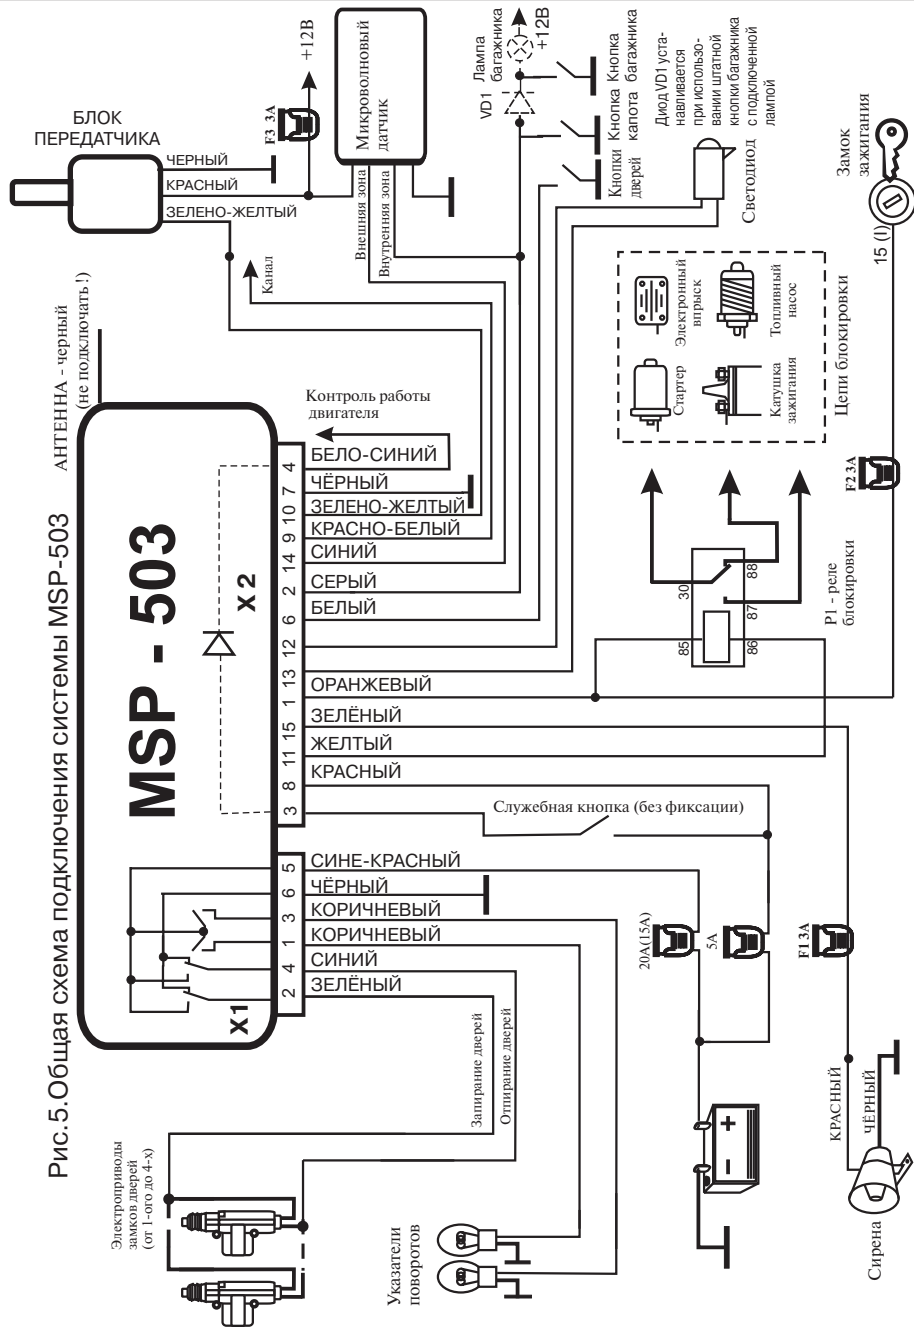 Рис.5.Общая схема подключения системы MSP-503
АНТЕННА - черный
(не подключать !)
БЛОК
ПЕРЕДАТЧИКА
ЧЕРНЫЙ
КРАСНЫЙ
ЗЕЛЕНО-ЖЕЛТЫЙ
F3 3A
+12В
Микроволновый
датчик
Внешняя зона
Внутренняя зона
Канал
VD1
Лампа
багажника
+12В
Кнопка
багажника
Кнопка
капота
Кнопки
дверей
Диод VD1 уста-
навливается
при использо-
вании штатной
кнопки багажника
с подключенной
лампой
Светодиод
Замок
зажигания
15 (I)
Электронный
впрыск
Топливный
насос
Стартер
Катушка
зажигания
Цепи блокировки
F2 3A
P1 - реле
блокировки
30
88
87
85
86
MSP - 503
X2
X1
Контроль работы
двигателя
4 БЕЛО-СИНИЙ
7 ЧЁРНЫЙ
10 ЗЕЛЕНО-ЖЕЛТЫЙ
9 КРАСНО-БЕЛЫЙ
14 СИНИЙ
2 СЕРЫЙ
6 БЕЛЫЙ
12
13
1 ОРАНЖЕВЫЙ
15 ЗЕЛЁНЫЙ
11 ЖЕЛТЫЙ
8 КРАСНЫЙ
3
Служебная кнопка (без фиксации)
5 СИНЕ-КРАСНЫЙ
6 ЧЁРНЫЙ
3 КОРИЧНЕВЫЙ
1 КОРИЧНЕВЫЙ
4 СИНИЙ
2 ЗЕЛЁНЫЙ
Запирание дверей
Отпирание дверей
Электроприводы
замков дверей
(от 1-ого до 4-х)
Указатели
поворотов
20А(15А)
5А
F1 3A
+
–
КРАСНЫЙ
ЧЁРНЫЙ
Сирена